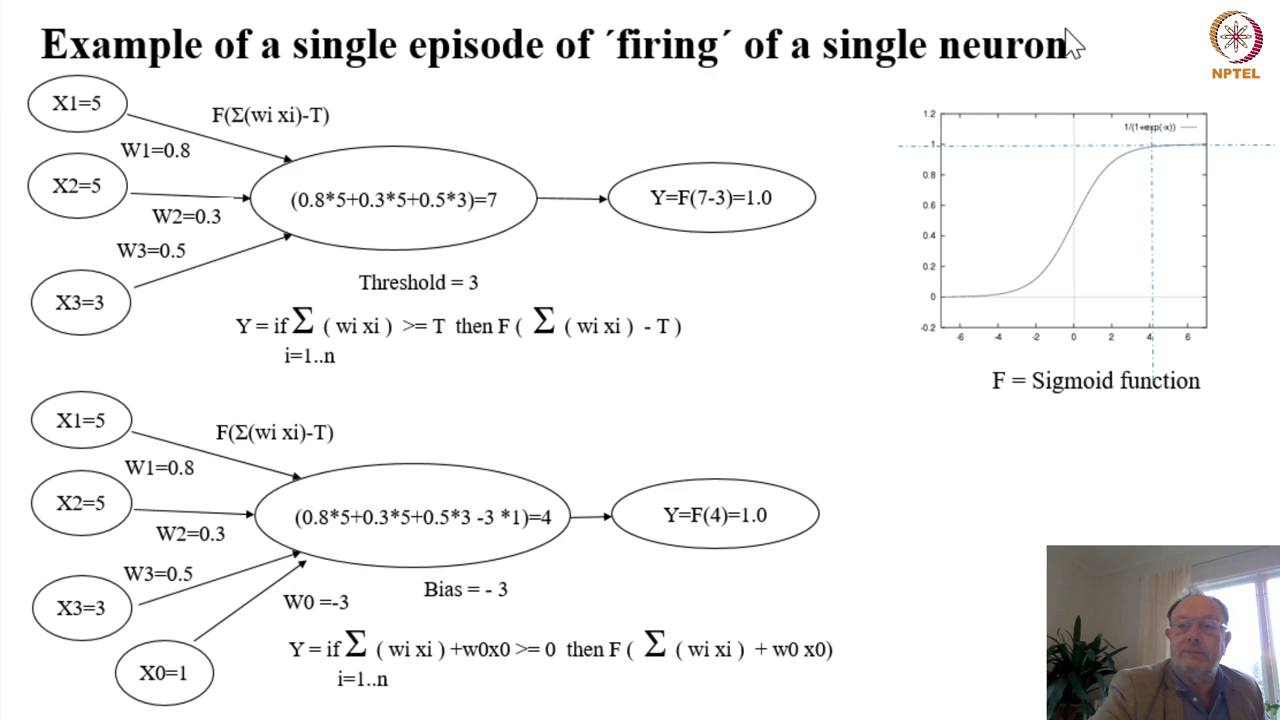 Example of a single episode of ´firing´ of a single neuron
NPTEL
X1=5
F(Σ(wi xi)-T)
W1=0.8
X2=5
(0.8*5+0.3*5+0.5*3)=7
Y=F(7-3)=1.0
W2=0.3
W3=0.5
X3=3
Threshold = 3
Y = if Σ ( wi xi ) >= T then F ( Σ ( wi xi ) - T )
i=1..n
1.2
1/(1+exp(-x))
1
0.8
0.6
0.4
0.2
0
-0.2
-6 -4 -2 0 2 4 6
F = Sigmoid function
X1=5
F(Σ(wi xi)-T)
W1=0.8
X2=5
(0.8*5+0.3*5+0.5*3 -3 *1)=4
Y=F(4)=1.0
W2=0.3
W3=0.5
X3=3
Bias = - 3
W0 =-3
X0=1
Y = if Σ ( wi xi ) +w0x0 >= 0 then F ( Σ ( wi xi ) + w0 x0)
i=1..n